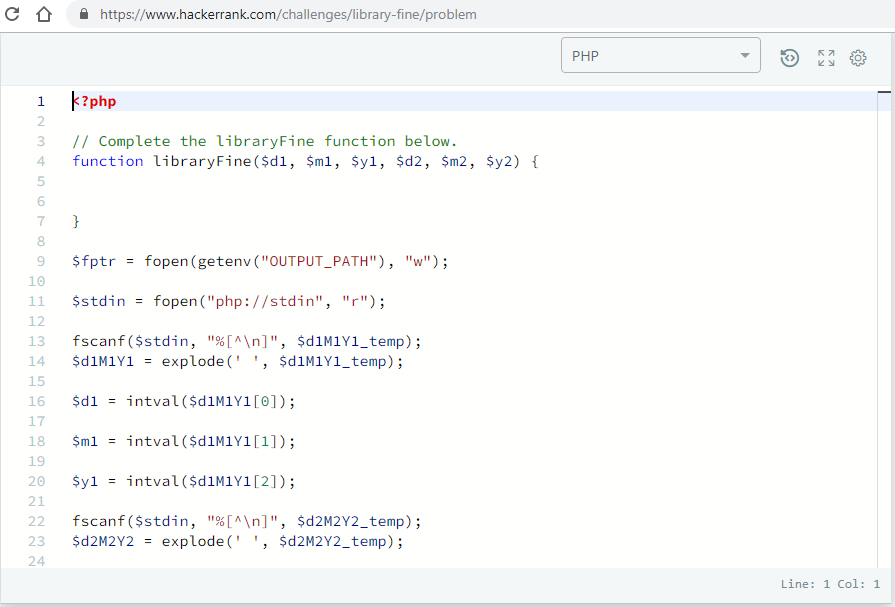 https://www.hackerrank.com/challenges/library-fine/problem
PHP
1 <?php
2
3 // Complete the libraryFine function below.
4 function libraryFine($d1, $m1, $y1, $d2, $m2, $y2) {
5
6
7 }
8
9 $fptr = fopen(getenv("OUTPUT_PATH"), "w");
10
11 $stdin = fopen("php://stdin", "r");
12
13 fscanf($stdin, "%[^\n]", $d1M1Y1_temp);
14 $d1M1Y1 = explode(' ', $d1M1Y1_temp);
15
16 $d1 = intval($d1M1Y1[0]);
17
18 $m1 = intval($d1M1Y1[1]);
19
20 $y1 = intval($d1M1Y1[2]);
21
22 fscanf($stdin, "%[^\n]", $d2M2Y2_temp);
23 $d2M2Y2 = explode(' ', $d2M2Y2_temp);
24
Line: 1 Col: 1